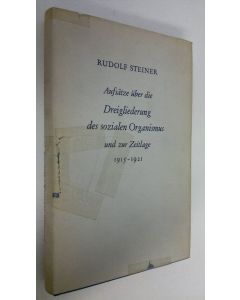 RUDOLF STEINER
Aufsätze über die
Dreigliederung
des sozialen Organismus
und zur Zeitlage
1915-1921